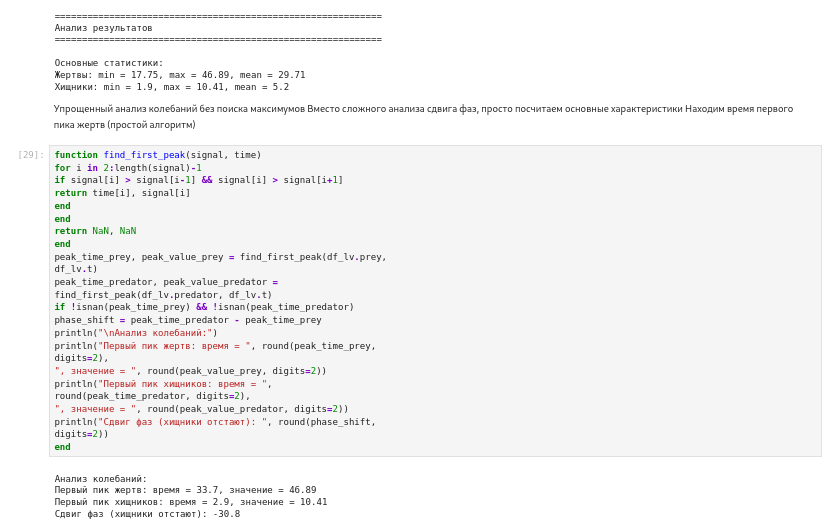 ============================================================
Анализ результатов
============================================================
Основные статистики:
Жертвы: min = 17.75, max = 46.89, mean = 29.71
Хищники: min = 1.9, max = 10.41, mean = 5.2
Упрощенный анализ колебаний без поиска максимумов Вместо сложного анализа сдвига фаз, просто посчитаем основные характеристики Находим время первого
пика жертв (простой алгоритм)
[29]: function find_first_peak(signal, time)
for i in 2:length(signal)-1
if signal[i] > signal[i-1] && signal[i] > signal[i+1]
return time[i], signal[i]
end
end
return NaN, NaN
end
peak_time_prey, peak_value_prey = find_first_peak(df_lv.prey,
df_lv.t)
peak_time_predator, peak_value_predator =
find_first_peak(df_lv.predator, df_lv.t)
if !isnan(peak_time_prey) && !isnan(peak_time_predator)
phase_shift = peak_time_predator - peak_time_prey
println("\nАнализ колебаний:")
println("Первый пик жертв: время = ", round(peak_time_prey,
digits=2),
", значение = ", round(peak_value_prey, digits=2))
println("Первый пик хищников: время = ",
round(peak_time_predator, digits=2),
", значение = ", round(peak_value_predator, digits=2))
println("Сдвиг фаз (хищники отстают): ", round(phase_shift,
digits=2))
end
Анализ колебаний:
Первый пик жертв: время = 33.7, значение = 46.89
Первый пик хищников: время = 2.9, значение = 10.41
Сдвиг фаз (хищники отстают): -30.8